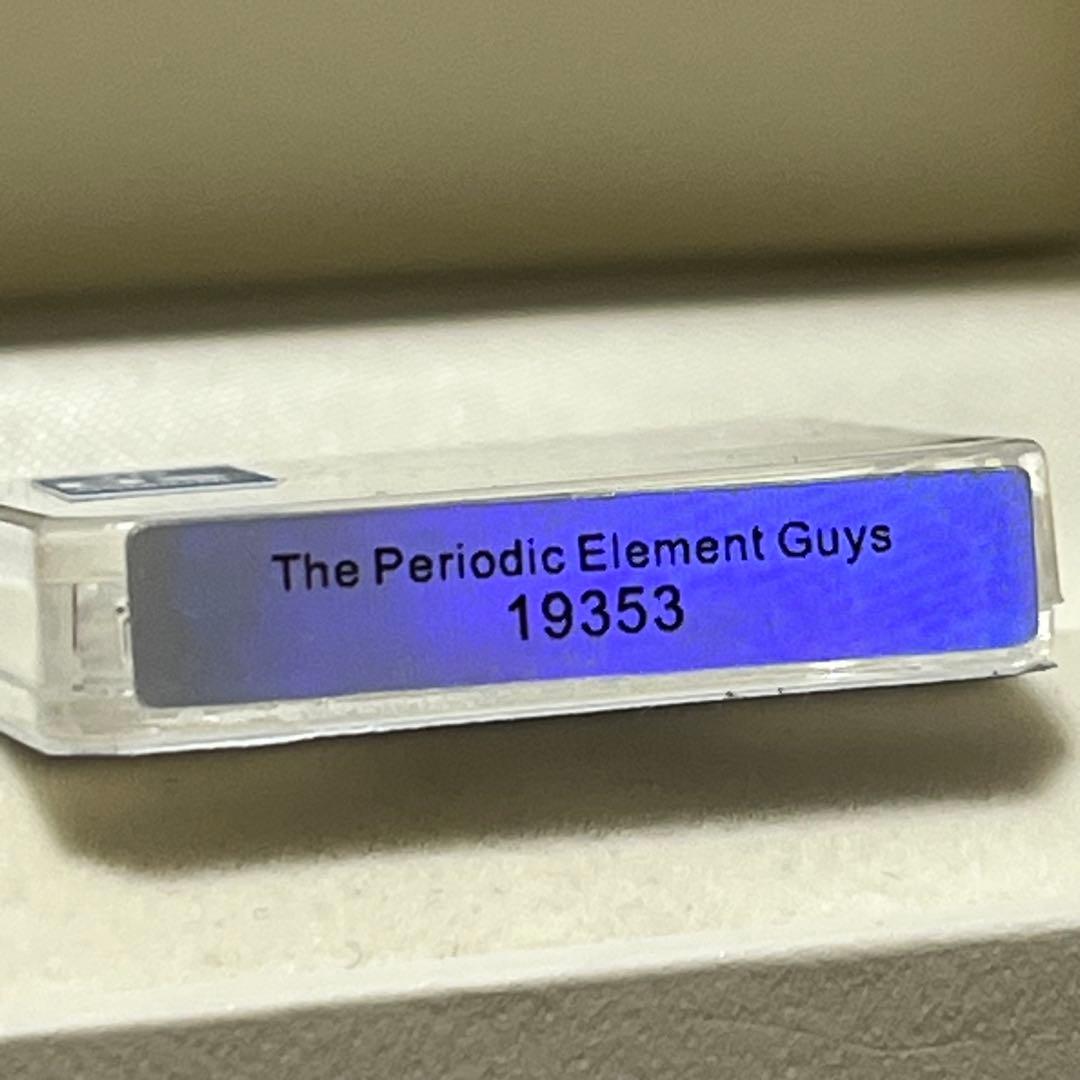 The Periodic Element Guys
19353